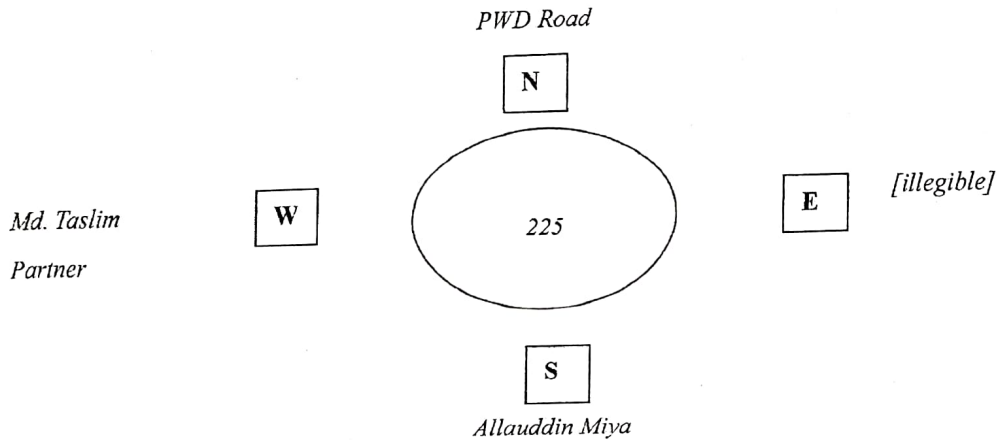 PWD Road
N
[illegible]
E
W
Md. Taslim
225
Partner
S
Allauddin Miya